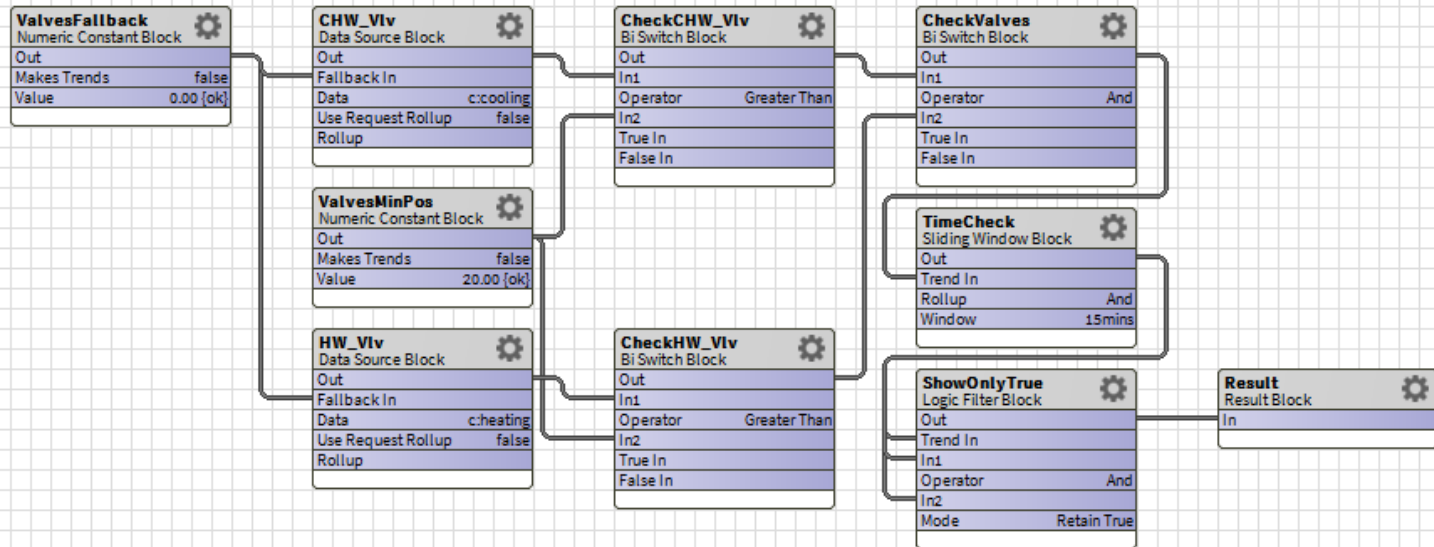 ValvesFallback
Numeric Constant Block
Out
Makes Trends false
Value 0.00 {ok}
CHW_Vlv
Data Source Block
Out
Fallback In
Data c:cooling
Use Request Rollup false
Rollup
ValvesMinPos
Numeric Constant Block
Out
Makes Trends false
Value 20.00 {ok}
HW_Vlv
Data Source Block
Out
Fallback In
Data c:heating
Use Request Rollup false
Rollup
CheckCHW_Vlv
Bi Switch Block
Out
In1
Operator Greater Than
In2
True In
False In
CheckHW_Vlv
Bi Switch Block
Out
In1
Operator Greater Than
In2
True In
False In
CheckValves
Bi Switch Block
Out
In1
Operator And
In2
True In
False In
TimeCheck
Sliding Window Block
Out
Trend In
Rollup And
Window 15mins
ShowOnlyTrue
Logic Filter Block
Out
Trend In
In1
Operator And
In2
Mode Retain True
Result
Result Block
In